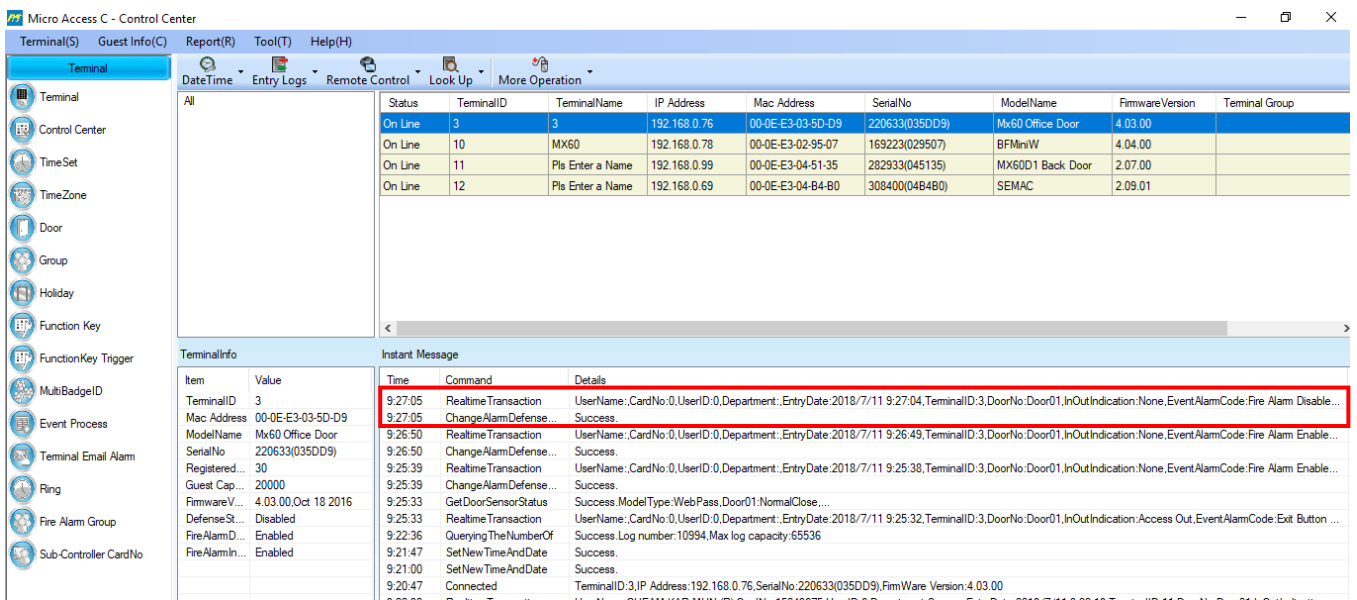 Micro Access C - Control Center
Terminal(S) Guest Info(C) Report(R) Tool(T) Help(H)
Terminal
DateTime Entry Logs Remote Control Look Up More Operation
Terminal
Control Center
TimeSet
TimeZone
Door
Group
Holiday
Function Key
FunctionKey Trigger
MultiBadgeID
Event Process
Terminal Email Alarm
Ring
Fire Alarm Group
Sub-Controller CardNo
All
Status TerminalID TerminalName IP Address Mac Address SerialNo ModelName FirmwareVersion Terminal Group
On Line 3 3 192.168.0.76 00-0E-E3-03-5D-D9 220633(035DD9) Mx60 Office Door 4.03.00
On Line 10 MX60 192.168.0.78 00-0E-E3-02-95-07 169223(029507) BFMiniW 4.04.00
On Line 11 Pls Enter a Name 192.168.0.99 00-0E-E3-04-51-35 282933(045135) MX60D1 Back Door 2.07.00
On Line 12 Pls Enter a Name 192.168.0.69 00-0E-E3-04-B4-B0 308400(04B4B0) SEMAC 2.09.01
TerminalInfo
Item Value
TerminalID 3
Mac Address 00-0E-E3-03-5D-D9
ModelName Mx60 Office Door
SerialNo 220633(035DD9)
Registered... 30
Guest Cap... 20000
FirmwareV... 4.03.00,Oct 18 2016
DefenseSt... Disabled
FireAlarmD... Enabled
FireAlarmIn... Enabled
Instant Message
Time Command Details
9:27:05 RealtimeTransaction UserName:,CardNo:0,UserID:0,Department:,EntryDate:2018/7/11 9:27:04,TerminalID:3,DoorNo:Door01,InOutIndication:None,EventAlarmCode:Fire Alarm Disable...
9:27:05 ChangeAlarmDefense... Success.
9:26:50 RealtimeTransaction UserName:,CardNo:0,UserID:0,Department:,EntryDate:2018/7/11 9:26:49,TerminalID:3,DoorNo:Door01,InOutIndication:None,EventAlarmCode:Fire Alarm Enable...
9:26:50 ChangeAlarmDefense... Success.
9:25:39 RealtimeTransaction UserName:,CardNo:0,UserID:0,Department:,EntryDate:2018/7/11 9:25:38,TerminalID:3,DoorNo:Door01,InOutIndication:None,EventAlarmCode:Fire Alarm Enable...
9:25:39 ChangeAlarmDefense... Success.
9:25:33 GetDoorSensorStatus Success.ModelType:WebPass,Door01:NormalClose,...
9:25:33 RealtimeTransaction UserName:,CardNo:0,UserID:0,Department:,EntryDate:2018/7/11 9:25:32,TerminalID:3,DoorNo:Door01,InOutIndication:Access Out,EventAlarmCode:Exit Button ...
9:22:36 QueryingTheNumberOf Success.Log number:10994,Max log capacity:65536
9:21:47 SetNewTimeAndDate Success.
9:21:00 SetNewTimeAndDate Success.
9:20:47 Connected TerminalID:3,IP Address:192.168.0.76,SerialNo:220633(035DD9),FirmWare Version:4.03.00